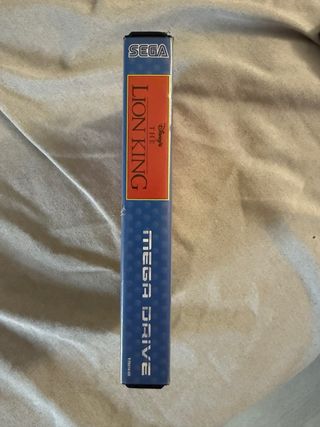 SEGA
Disney's
THE
LION KING
MEGA DRIVE